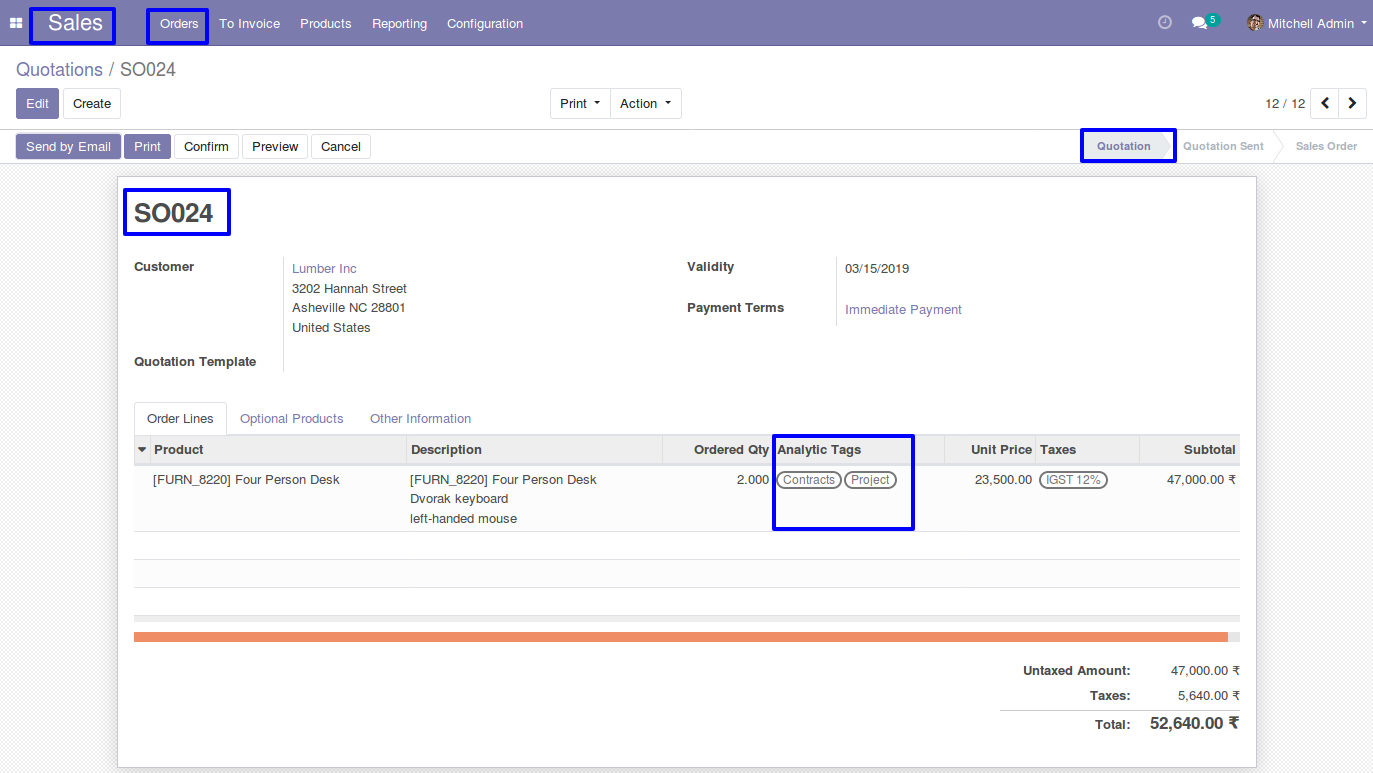 Sales Orders To Invoice Products Reporting Configuration 5 Mitchell Admin
Quotations / SO024
Edit Create Print Action 12 / 12
Send by Email Print Confirm Preview Cancel Quotation Quotation Sent Sales Order
SO024
Customer Lumber Inc Validity 03/15/2019
3202 Hannah Street
Asheville NC 28801 Payment Terms Immediate Payment
United States
Quotation Template
Order Lines Optional Products Other Information
Product Description Ordered Qty Analytic Tags Unit Price Taxes Subtotal
[FURN_8220] Four Person Desk [FURN_8220] Four Person Desk 2.000 Contracts Project 23,500.00 IGST 12% 47,000.00 ₹
Dvorak keyboard
left-handed mouse
Untaxed Amount: 47,000.00 ₹
Taxes: 5,640.00 ₹
Total: 52,640.00 ₹